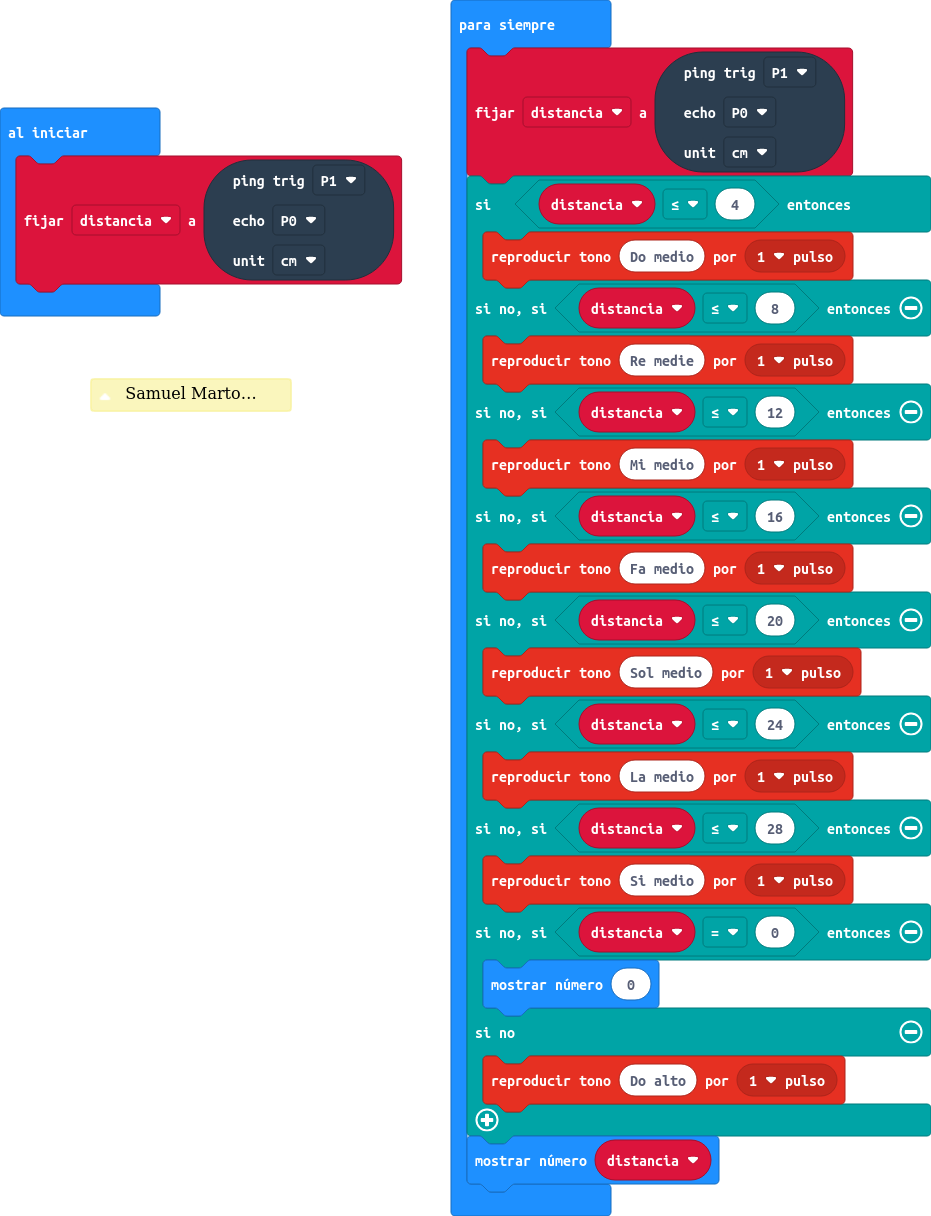 al iniciar
fijar distancia a ping trig P1
echo P0
unit cm
Samuel Marto...
para siempre
fijar distancia a ping trig P1
echo P0
unit cm
si distancia ≤ 4 entonces
reproducir tono Do medio por 1 pulso
si no, si distancia ≤ 8 entonces
reproducir tono Re medie por 1 pulso
si no, si distancia ≤ 12 entonces
reproducir tono Mi medio por 1 pulso
si no, si distancia ≤ 16 entonces
reproducir tono Fa medio por 1 pulso
si no, si distancia ≤ 20 entonces
reproducir tono Sol medio por 1 pulso
si no, si distancia ≤ 24 entonces
reproducir tono La medio por 1 pulso
si no, si distancia ≤ 28 entonces
reproducir tono Si medio por 1 pulso
si no, si distancia = 0 entonces
mostrar número 0
si no
reproducir tono Do alto por 1 pulso
mostrar número distancia